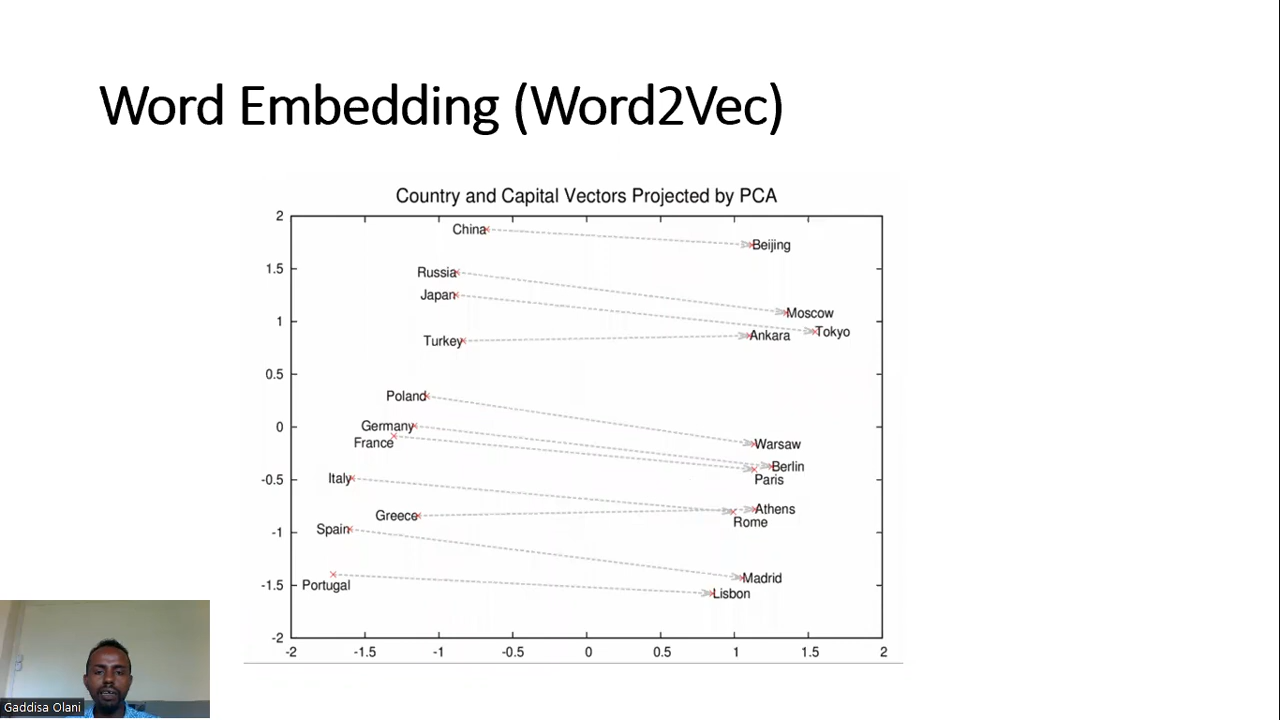 Word Embedding (Word2Vec)
Country and Capital Vectors Projected by PCA
2
1.5
1
0.5
0
-0.5
-1
-1.5
-2
China
Beijing
Russia
Moscow
Japan
Tokyo
Turkey
Ankara
Poland
Warsaw
Germany
Berlin
France
Paris
Italy
Rome
Greece
Athens
Spain
Madrid
Portugal
Lisbon
-2 -1.5 -1 -0.5 0 0.5 1 1.5 2
Gaddisa Olani